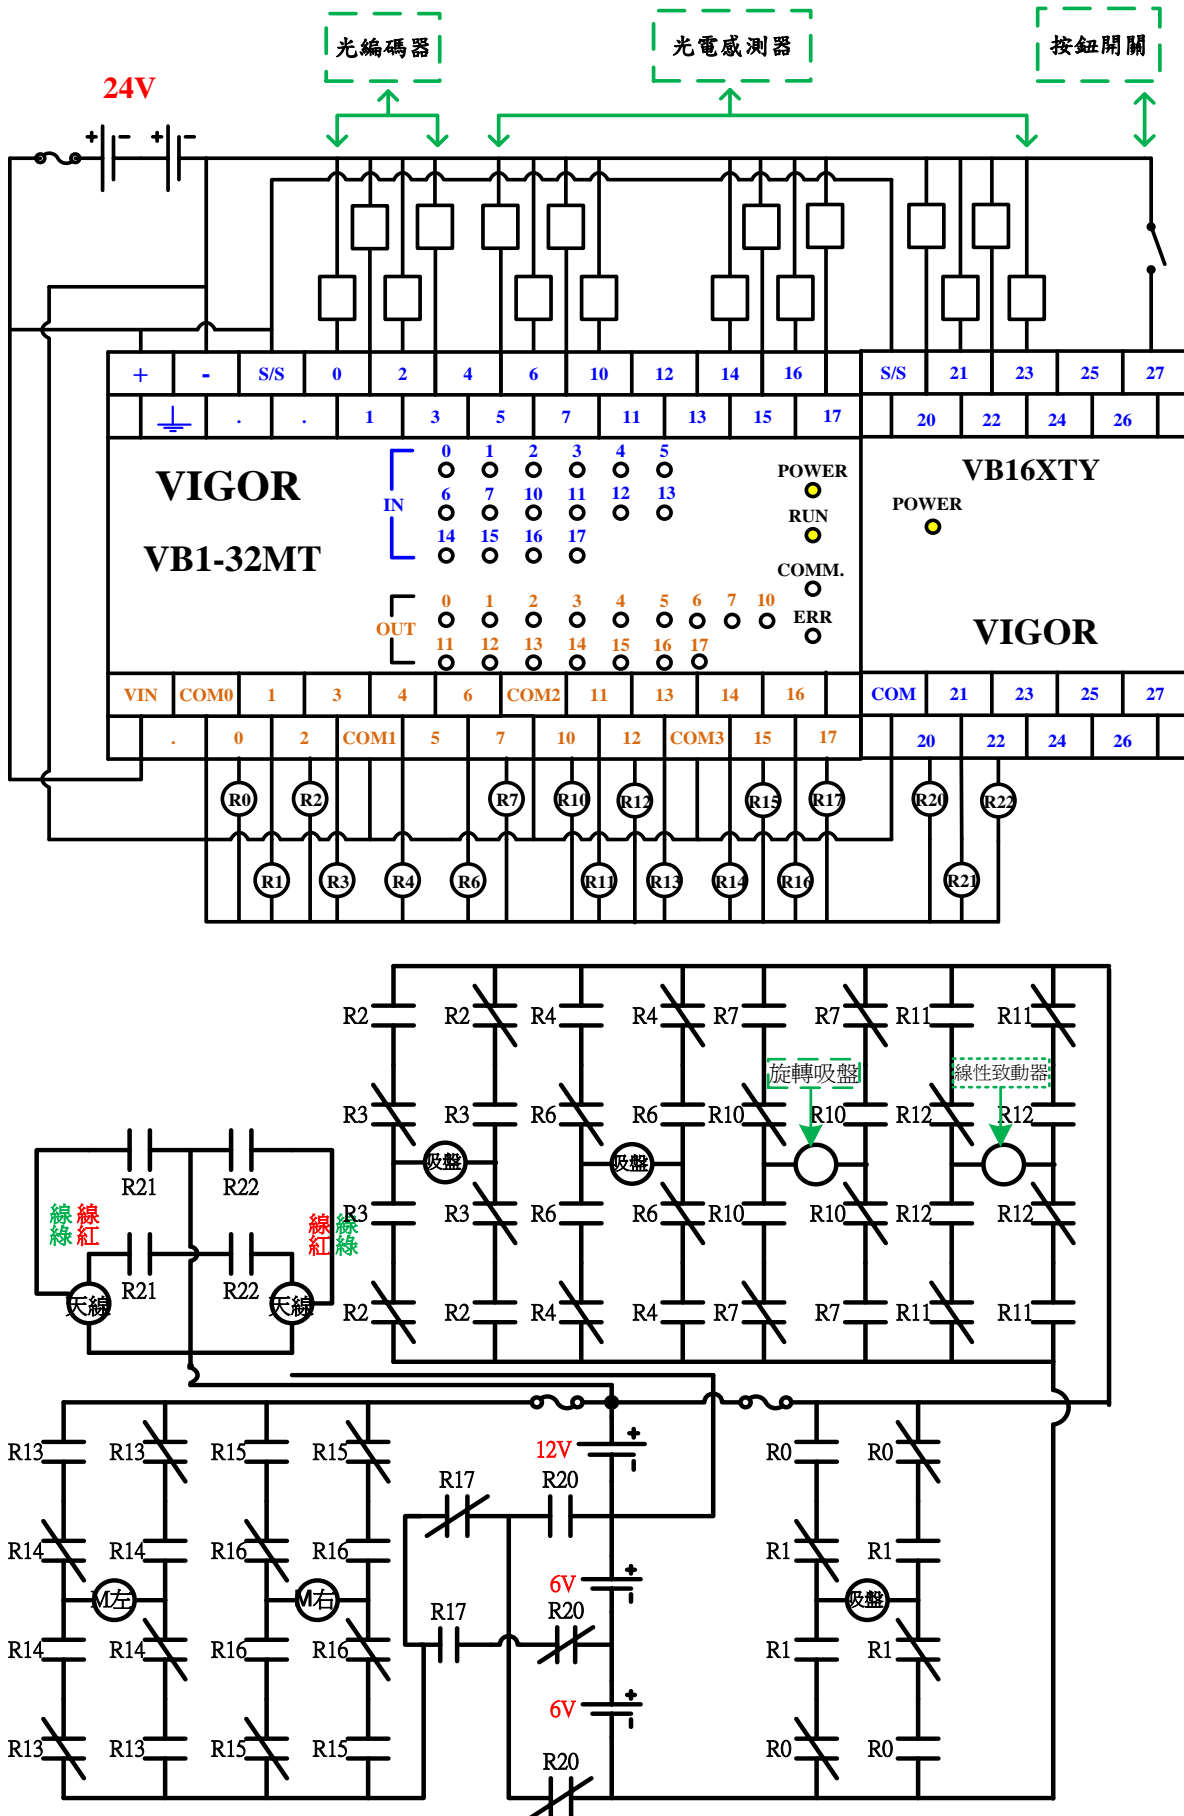 光編碼器 光電感測器 按鈕開關
24V
+ - + -
+ - S/S 0 2 4 6 10 12 14 16 S/S 21 23 25 27
. . 1 3 5 7 11 13 15 17 20 22 24 26
VIGOR
VB1-32MT
IN
0 1 2 3 4 5
6 7 10 11 12 13
14 15 16 17
OUT
0 1 2 3 4 5 6 7 10
11 12 13 14 15 16 17
POWER
RUN
COMM.
ERR
VB16XTY
POWER
VIGOR
VIN COM0 1 3 4 6 COM2 11 13 14 16 COM 21 23 25 27
. 0 2 COM1 5 7 10 12 COM3 15 17 20 22 24 26
R0 R2 R7 R10 R12 R15 R17 R20 R22
R1 R3 R4 R6 R11 R13 R14 R16 R21
R2 R2 R4 R4 R7 R7 R11 R11
旋轉吸盤 線性致動器
R3 R3 R6 R6 R10 R10 R12 R12
吸盤 吸盤
R3 R3 R6 R6 R10 R10 R12 R12
R2 R2 R4 R4 R7 R7 R11 R11
R21 R22
線綠 線紅 線紅 線綠
R21 R22
天線 天線
R13 R13 R15 R15
R14 R14 R16 R16
M左 M右
R14 R14 R16 R16
R13 R13 R15 R15
12V + -
R17 R20
6V + -
R17 R20
6V + -
R20
R0 R0
R1 R1
吸盤
R1 R1
R0 R0